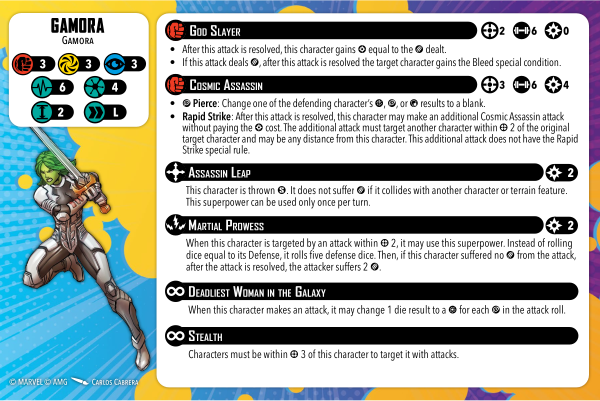 GAMORA
Gamora
3 3 3
6 4
2 L
God Slayer 2 6 0
• After this attack is resolved, this character gains equal to the dealt.
• If this attack deals , after this attack is resolved the target character gains the Bleed special condition.
Cosmic Assassin 3 6 4
• Pierce: Change one of the defending character's , , or results to a blank.
• Rapid Strike: After this attack is resolved, this character may make an additional Cosmic Assassin attack
without paying the cost. The additional attack must target another character within 2 of the original
target character and may be any distance from this character. This additional attack does not have the Rapid
Strike special rule.
Assassin Leap 2
This character is thrown S. It does not suffer if it collides with another character or terrain feature.
This superpower can be used only once per turn.
Martial Prowess 2
When this character is targeted by an attack within 2, it may use this superpower. Instead of rolling
dice equal to its Defense, it rolls five defense dice. Then, if this character suffered no from the attack,
after the attack is resolved, the attacker suffers 2 .
Deadliest Woman in the Galaxy
When this character makes an attack, it may change 1 die result to a for each in the attack roll.
Stealth
Characters must be within 3 of this character to target it with attacks.
© MARVEL © AMG Carlos Cabrera